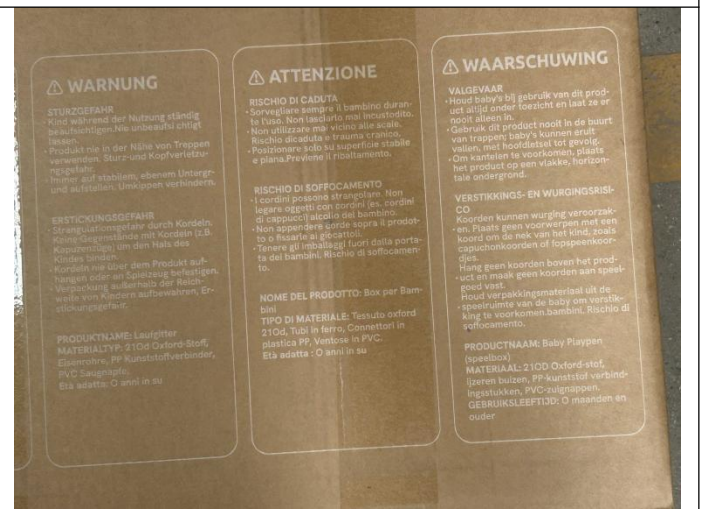 ⚠ WARNUNG
STURZGEFAHR
· Kind während der Nutzung ständig
beaufsichtigen. Nie unbeaufsichtigt
lassen.
· Produkt nie in der Nähe von Treppen
verwenden. Sturz-und Kopfverletzu-
ngsgefahr.
· Immer auf stabilem, ebenem Untergr-
und aufstellen. Umkippen verhindern.
ERSTICKUNGSGEFAHR
· Strangulationsgefahr durch Kordeln.
Keine Gegenstände mit Kordeln (z.B.
Kapuzenzüge) um den Hals des
Kindes binden.
· Kordeln nie über dem Produkt auf-
hängen oder an Spielzeug befestigen.
· Verpackung außerhalb der Reich-
weite von Kindern aufbewahren, Er-
stickungsgefahr.
PRODUKTNAME: Laufgitter
MATERIALTYP: 210d Oxford-Stoff,
Eisenrohre, PP Kunststoffverbinder,
PVC Saugnäpfe.
Età adatta: 0 anni in su
⚠ ATTENZIONE
RISCHIO DI CADUTA
· Sorvegliare sempre il bambino duran-
te l'uso. Non lasciarlo mai incustodito.
· Non utilizzare mai vicino alle scale.
Rischio dicaduta e trauma cranico.
· Posizionare solo su superficie stabile
e piana.Previene il ribaltamento.
RISCHIO DI SOFFOCAMENTO
· I cordini possono strangolare. Non
legare oggetti con cordini (es. cordini
di cappucci) alcollo del bambino.
· Non appendere corde sopra il prodot-
to o fissarle ai giocattoli.
· Tenere gli imballaggi fuori dalla porta-
ta dei bambini. Rischio di soffocamen-
to.
NOME DEL PRODOTTO: Box per Bam-
bini
TIPO DI MATERIALE: Tessuto oxford
210d, Tubi in ferro, Connettori in
plastica PP, Ventose in PVC.
Età adatta : 0 anni in su
⚠ WAARSCHUWING
VALGEVAAR
· Houd baby's bij gebruik van dit prod-
uct altijd onder toezicht en laat ze er
nooit alleen in.
· Gebruik dit product nooit in de buurt
van trappen; baby's kunnen eruit
vallen, met hoofdletsel tot gevolg.
· Om kantelen te voorkomen, plaats
het product op een vlakke, horizon-
tale ondergrond.
VERSTIKKINGS- EN WURGINGSRISI-
CO
Koorden kunnen wurging veroorzak-
· en. Plaats geen voorwerpen met een
koord om de nek van het kind, zoals
capuchonkoorden of fopspeenkoor-
djes.
Hang geen koorden boven het prod-
· uct en maak geen koorden aan speel-
goed vast.
Houd verpakkingsmateriaal uit de
· speelruimte van de baby om verstik-
king te voorkomen.bambini. Rischio di
soffocamento.
PRODUCTNAAM: Baby Playpen
(speelbox)
MATERIAAL: 210D Oxford-stof,
ijzeren buizen, PP-kunststof verbind-
ingsstukken, PVC-zuignappen.
GEBRUIKSLEEFTIJD: 0 maanden en
ouder